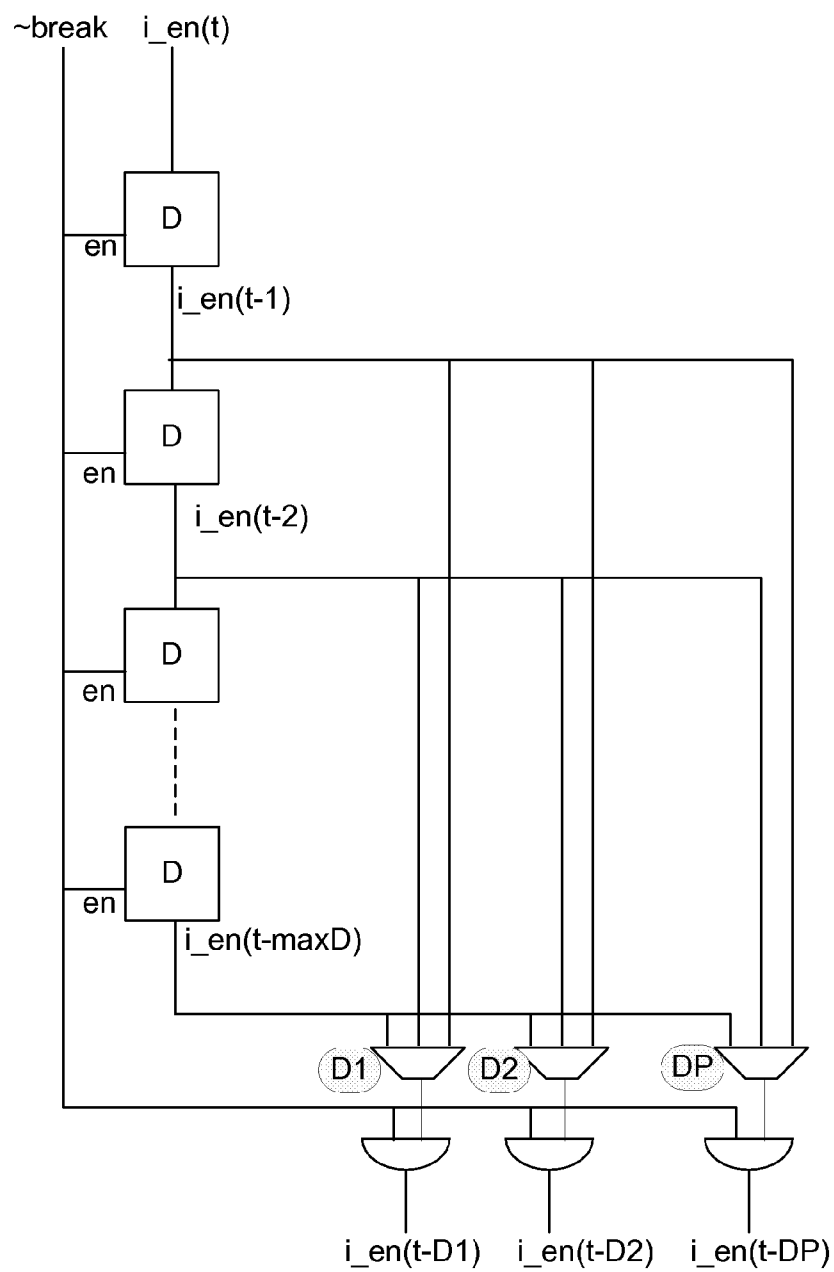 ~break i_en(t)
D
en
i_en(t-1)
D
en
i_en(t-2)
D
en
D
en
i_en(t-maxD)
D1 D2 DP
i_en(t-D1) i_en(t-D2) i_en(t-DP)